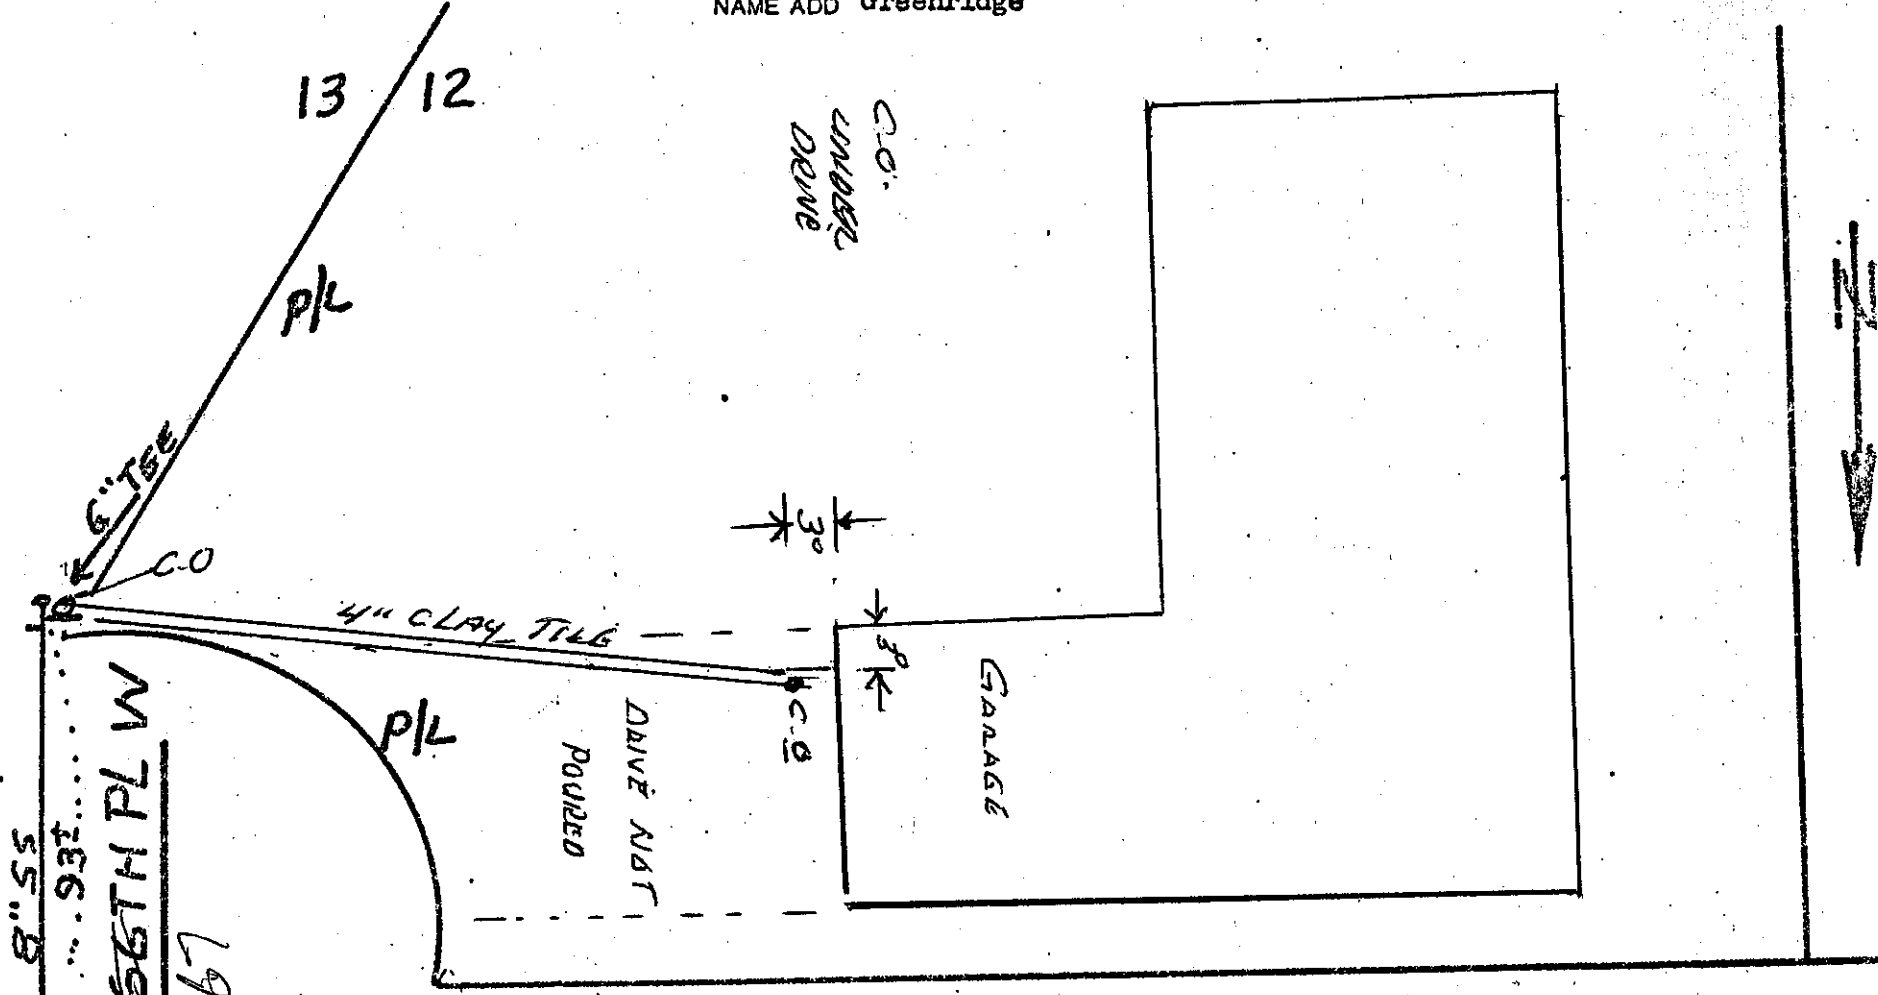 NAME ADD Greenridge
13
12
C.O.
UNDER
DRIVE
P/L
6" TEE
C.O
3°
4" CLAY TILE
3°
GARAGE
C.O
P/L
DRIVE NOT
POURED
8" SS
93±
56TH PL W
N